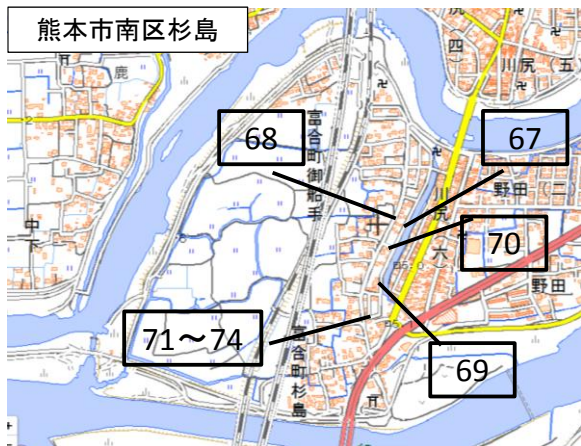 熊本市南区杉島
鹿
川尻(四)
川尻(五)
富合町御船手
68
67
野田(二)
川尻(六)
中下
70
野田
71～74
富合町杉島
69